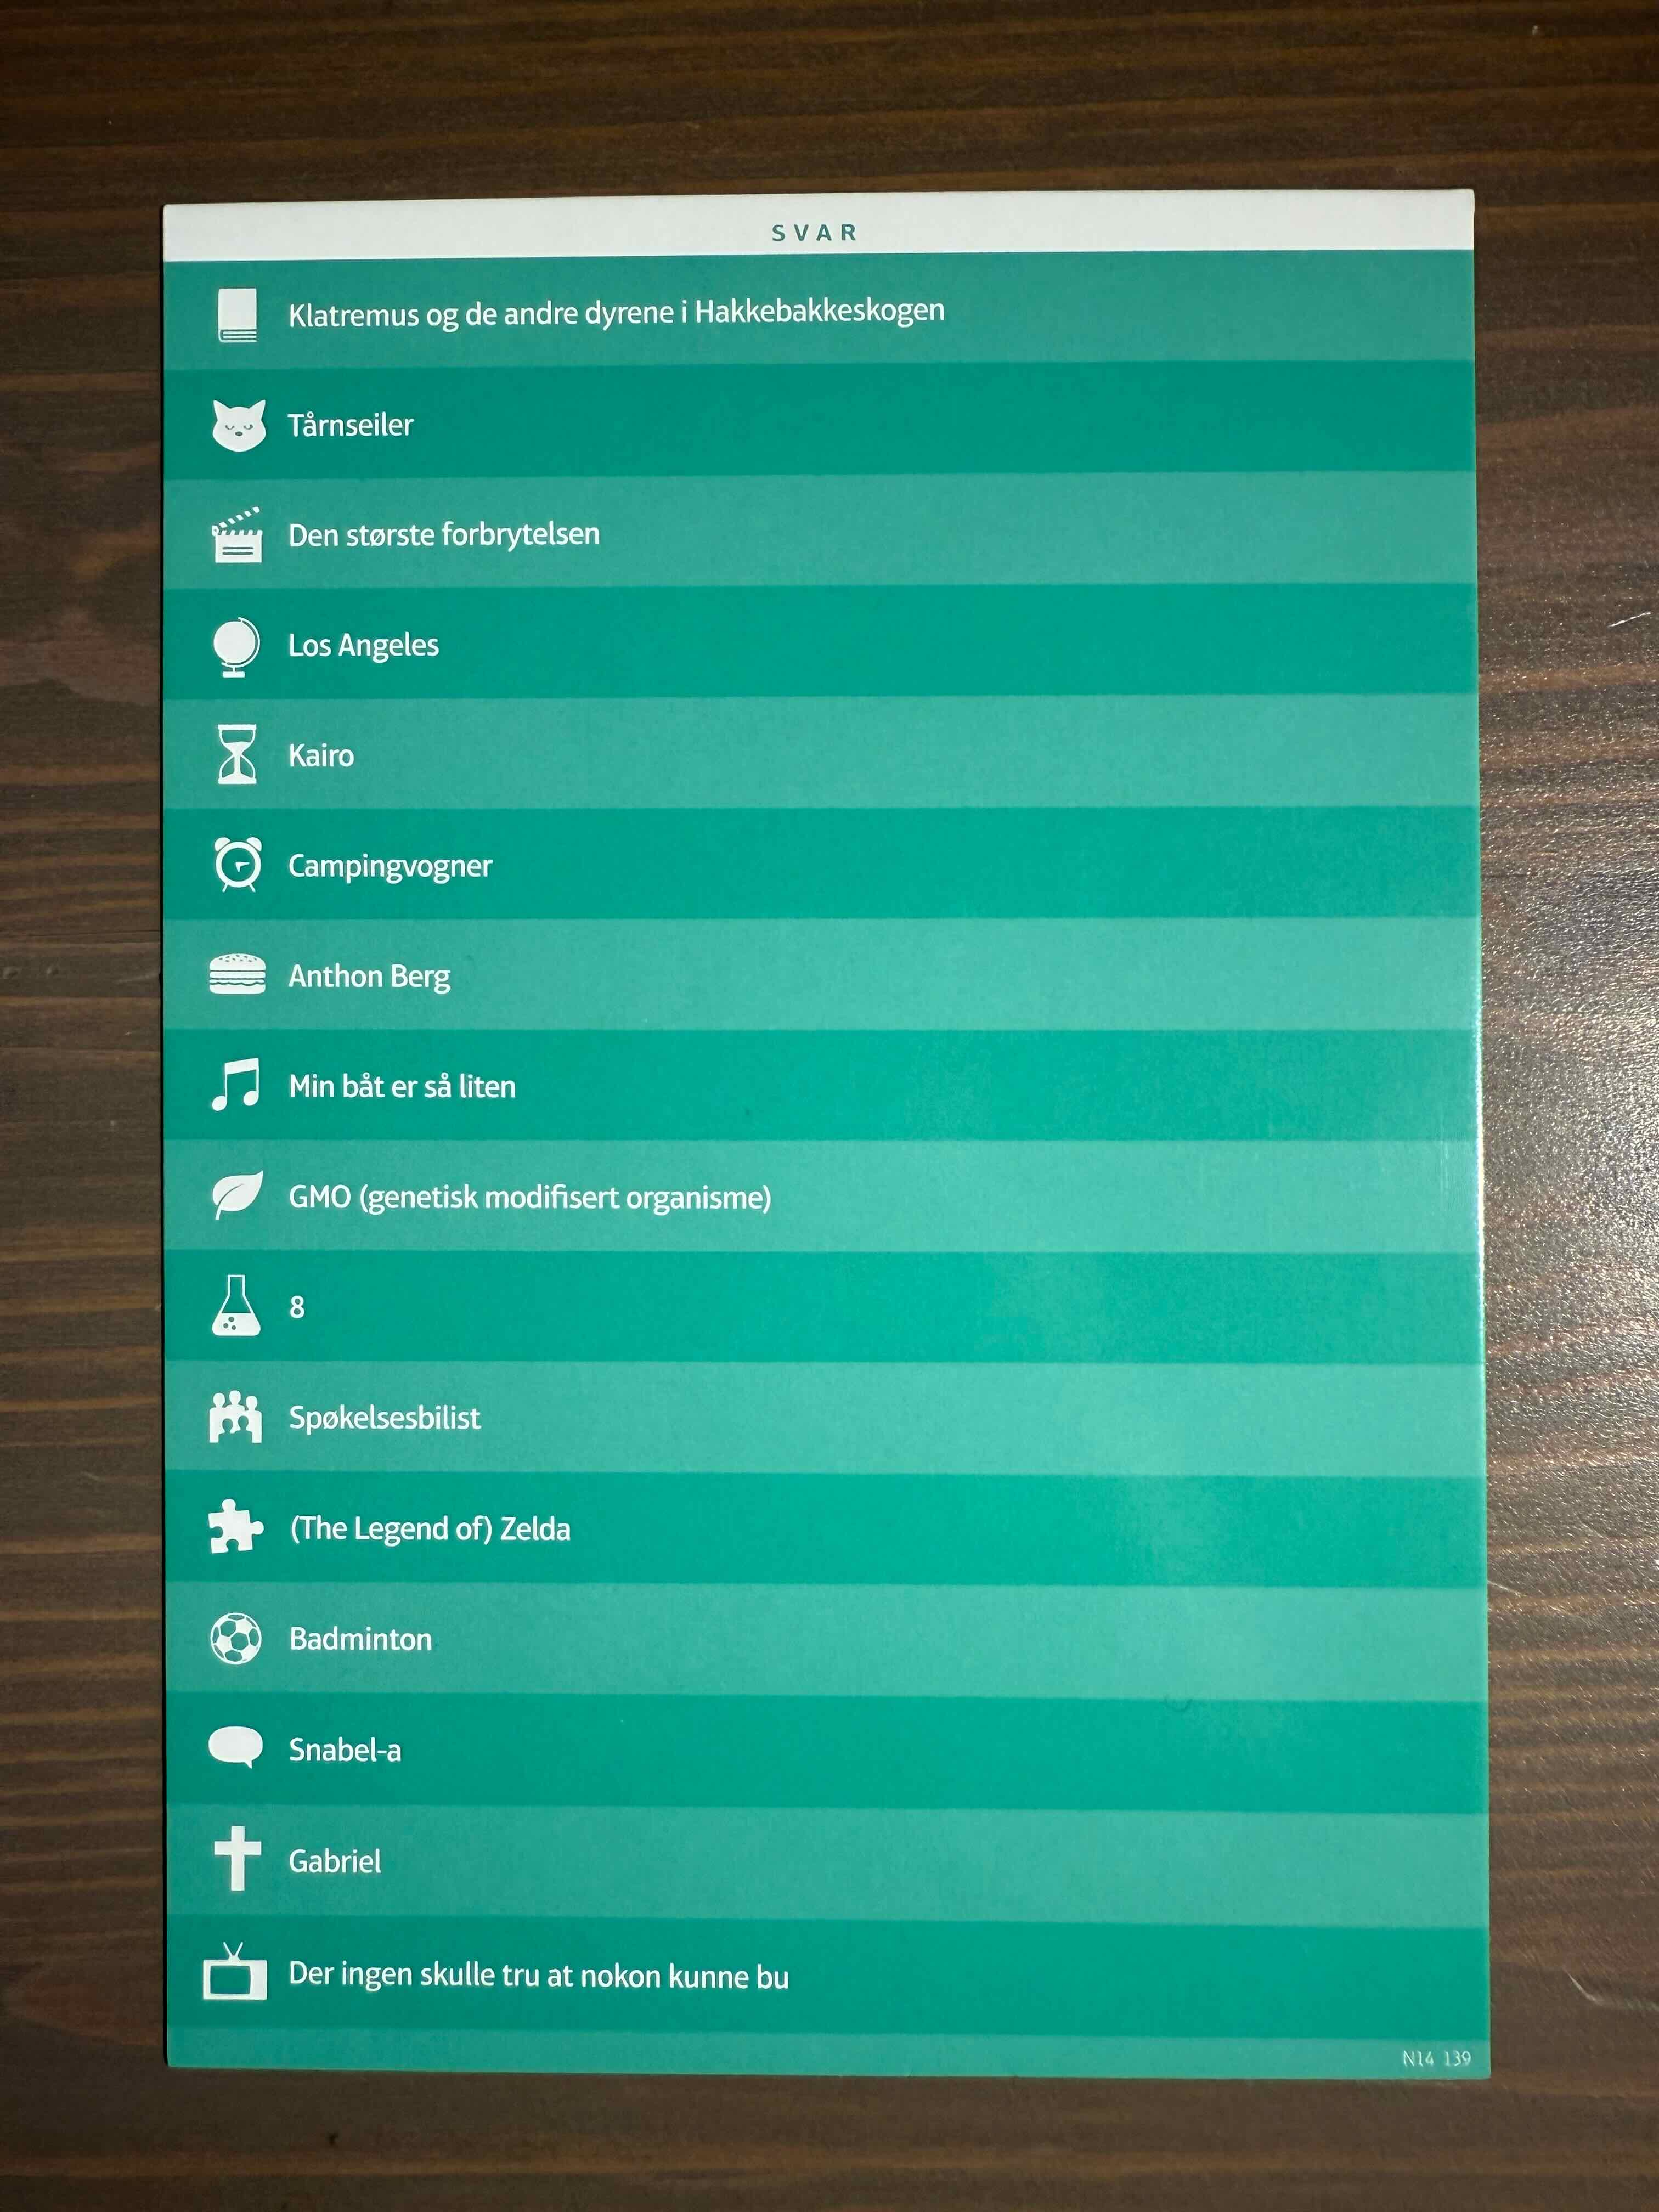 SVAR
Klatremus og de andre dyrene i Hakkebakkeskogen
Tårnseiler
Den største forbrytelsen
Los Angeles
Kairo
Campingvogner
Anthon Berg
Min båt er så liten
GMO (genetisk modifisert organisme)
8
Spøkelsesbilist
(The Legend of) Zelda
Badminton
Snabel-a
Gabriel
Der ingen skulle tru at nokon kunne bu
N14 139